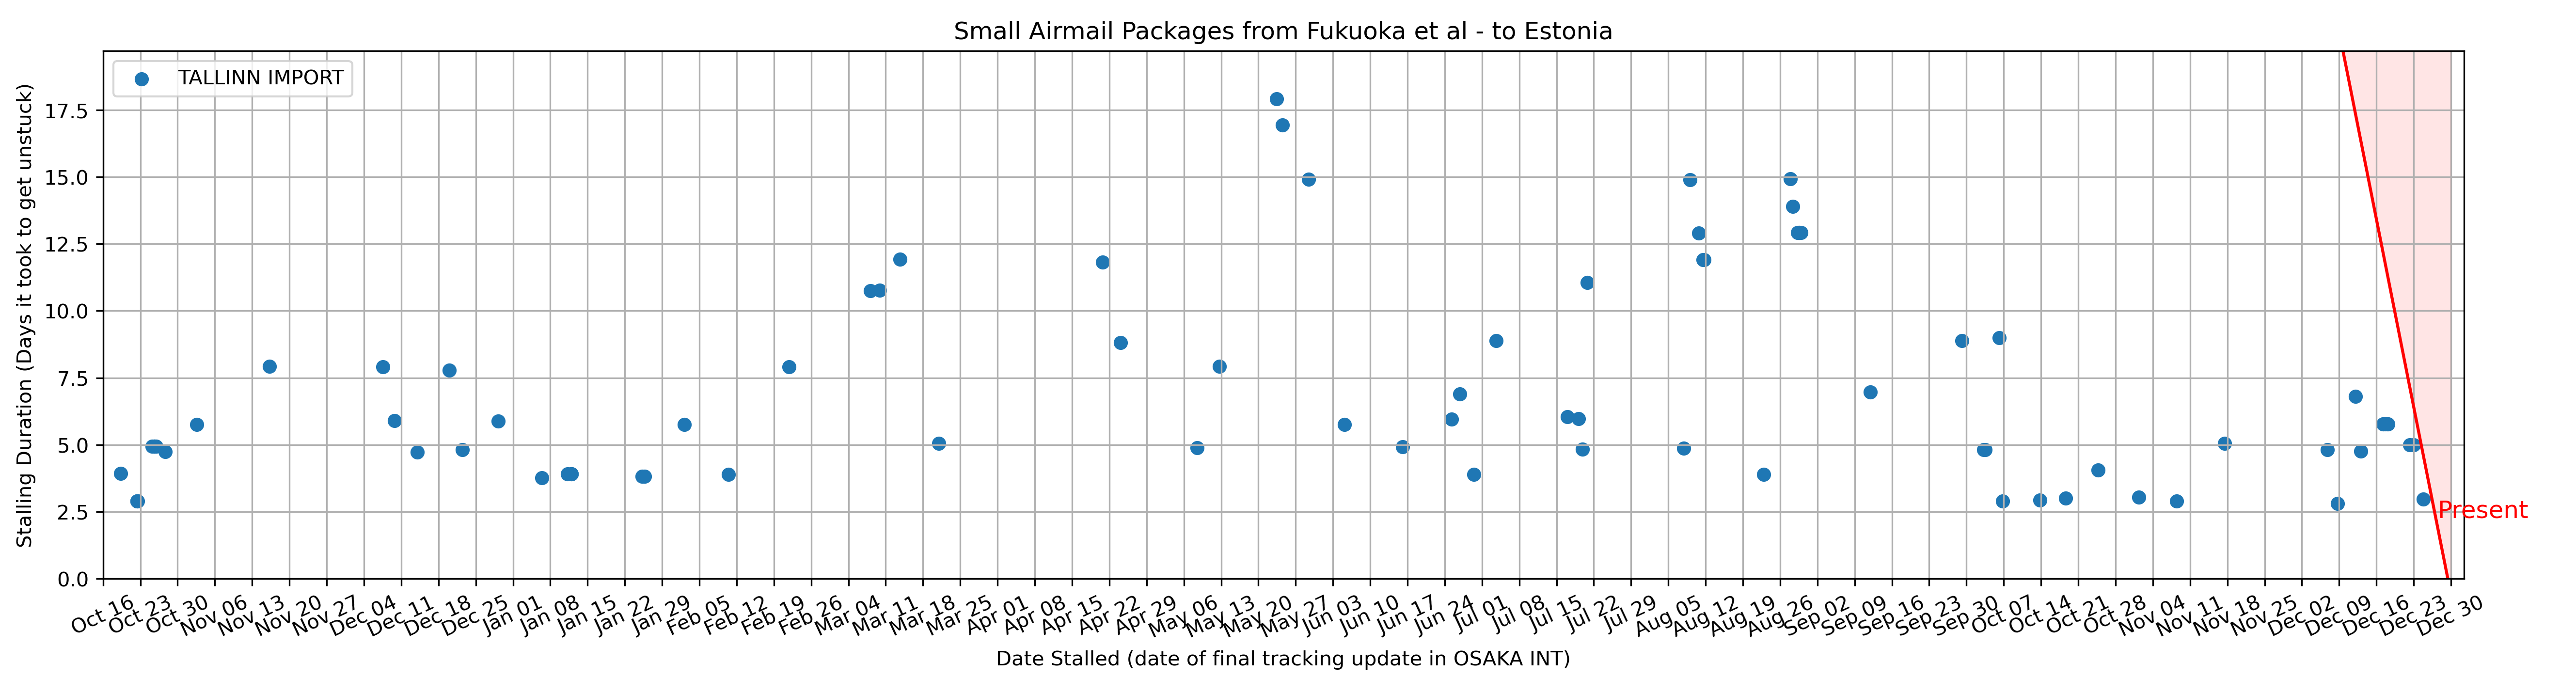 Small Airmail Packages from Fukuoka et al - to Estonia
TALLINN IMPORT
Stalling Duration (Days it took to get unstuck)
17.5
15.0
12.5
10.0
7.5
5.0
2.5
0.0
Present
Oct 16
Oct 23
Oct 30
Nov 06
Nov 13
Nov 20
Nov 27
Dec 04
Dec 11
Dec 18
Dec 25
Jan 01
Jan 08
Jan 15
Jan 22
Jan 29
Feb 05
Feb 12
Feb 19
Feb 26
Mar 04
Mar 11
Mar 18
Mar 25
Apr 01
Apr 08
Apr 15
Apr 22
Apr 29
May 06
May 13
May 20
May 27
Jun 03
Jun 10
Jun 17
Jun 24
Jul 01
Jul 08
Jul 15
Jul 22
Jul 29
Aug 05
Aug 12
Aug 19
Aug 26
Sep 02
Sep 09
Sep 16
Sep 23
Sep 30
Oct 07
Oct 14
Oct 21
Oct 28
Nov 04
Nov 11
Nov 18
Nov 25
Dec 02
Dec 09
Dec 16
Dec 23
Dec 30
Date Stalled (date of final tracking update in OSAKA INT)